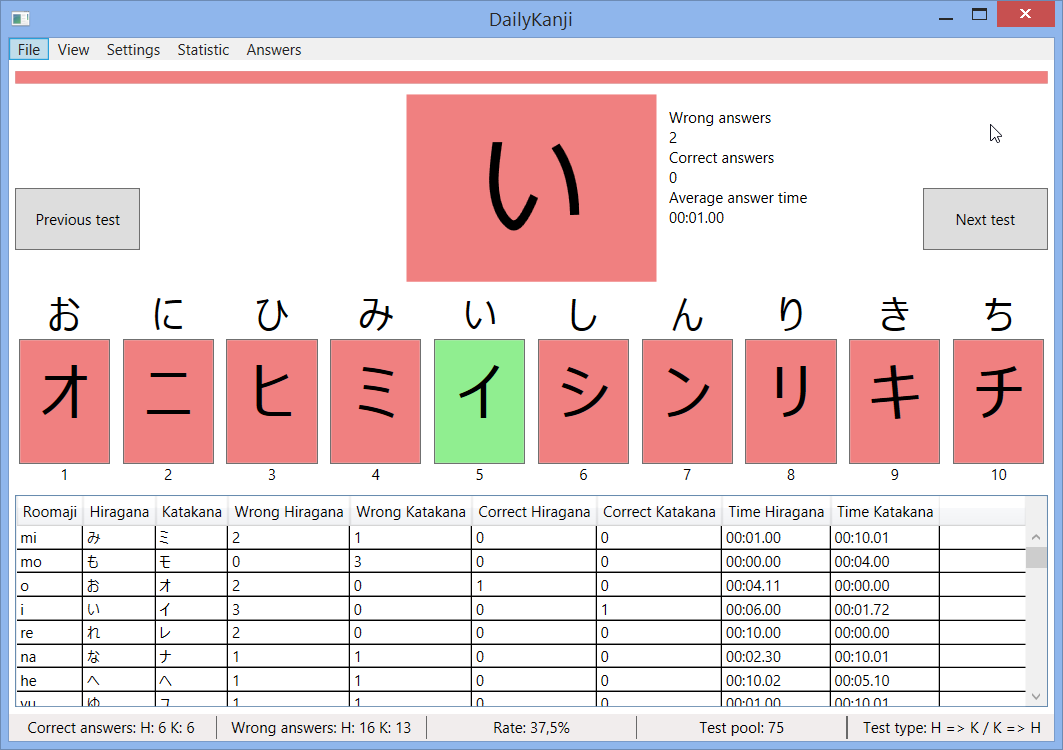 DailyKanji
File View Settings Statistic Answers
い
Wrong answers
2
Correct answers
0
Average answer time
00:01.00
Previous test
Next test
お に ひ み い し ん り き ち
オ ニ ヒ ミ イ シ ン リ キ チ
1 2 3 4 5 6 7 8 9 10
Roomaji Hiragana Katakana Wrong Hiragana Wrong Katakana Correct Hiragana Correct Katakana Time Hiragana Time Katakana
mi み ミ 2 1 0 0 00:01.00 00:10.01
mo も モ 0 3 0 0 00:00.00 00:04.00
o お オ 2 0 1 0 00:04.11 00:00.00
i い イ 3 0 0 1 00:06.00 00:01.72
re れ レ 2 0 0 0 00:10.00 00:00.00
na な ナ 1 1 0 0 00:02.30 00:10.01
he へ ヘ 1 1 0 0 00:10.02 00:05.10
yu ゆ ユ 1 1 0 0 00:01.00 00:10.01
Correct answers: H: 6 K: 6 Wrong answers: H: 16 K: 13 Rate: 37,5% Test pool: 75 Test type: H => K / K => H